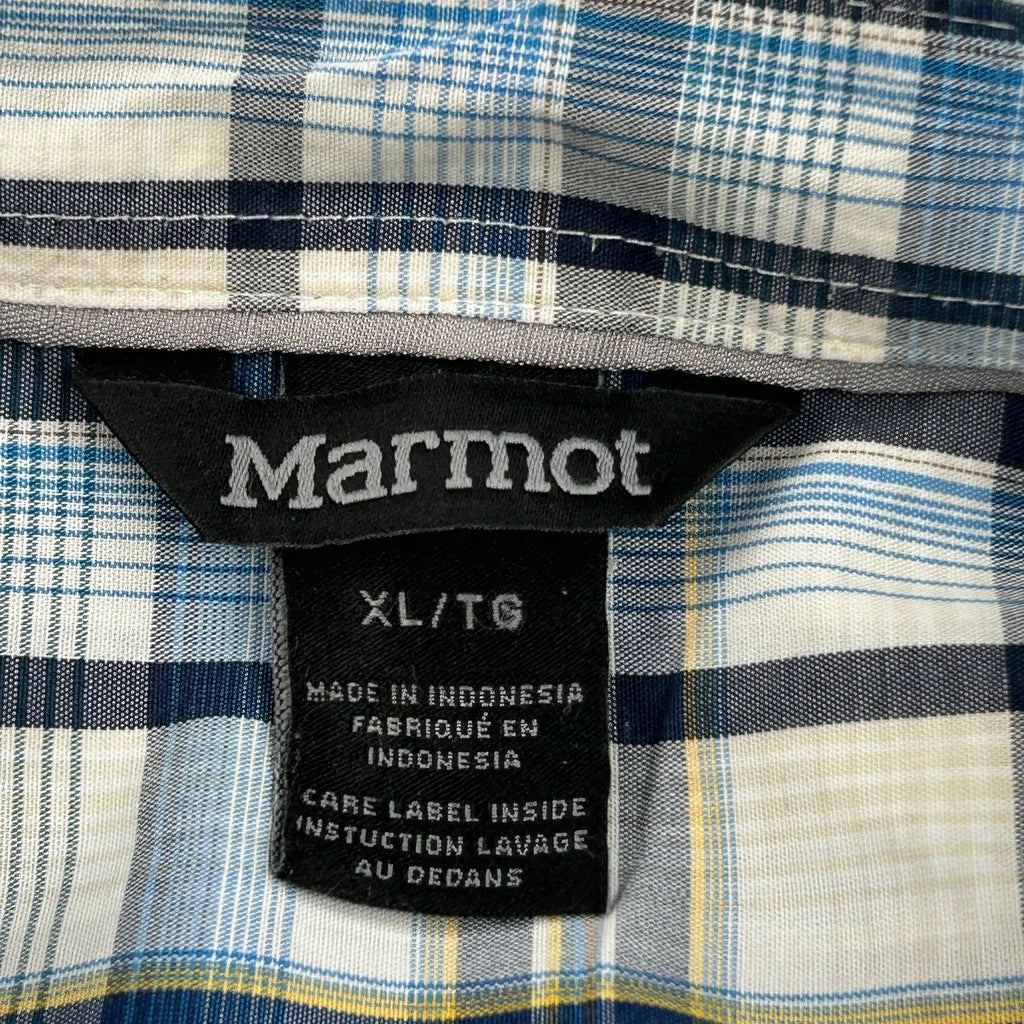 Marmot
XL/TG
MADE IN INDONESIA
FABRIQUÉ EN
INDONESIA
CARE LABEL INSIDE
INSTUCTION LAVAGE
AU DEDANS